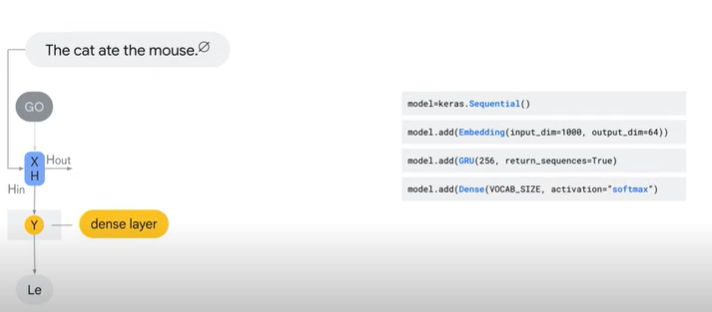 The cat ate the mouse.∅
GO
X
Hout
H
Hin
Y
dense layer
Le
model=keras.Sequential()
model.add(Embedding(input_dim=1000, output_dim=64))
model.add(GRU(256, return_sequences=True)
model.add(Dense(VOCAB_SIZE, activation="softmax")